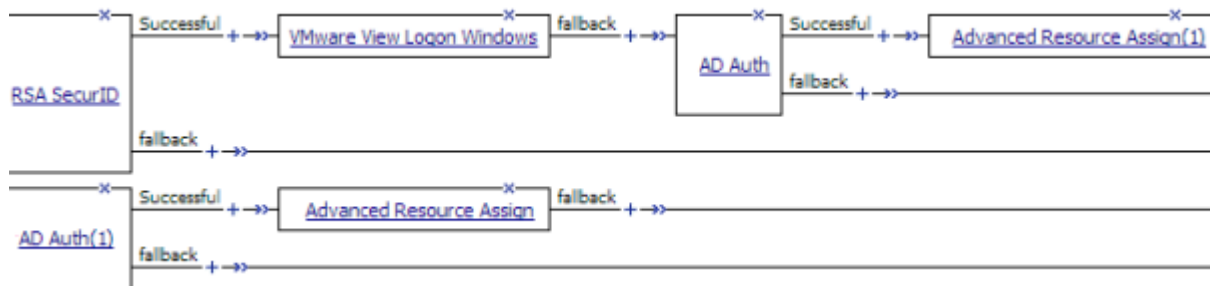 Successful
VMware View Logon Windows
fallback
Successful
Advanced Resource Assign(1)
AD Auth
fallback
RSA SecurID
fallback
Successful
Advanced Resource Assign
fallback
AD Auth(1)
fallback